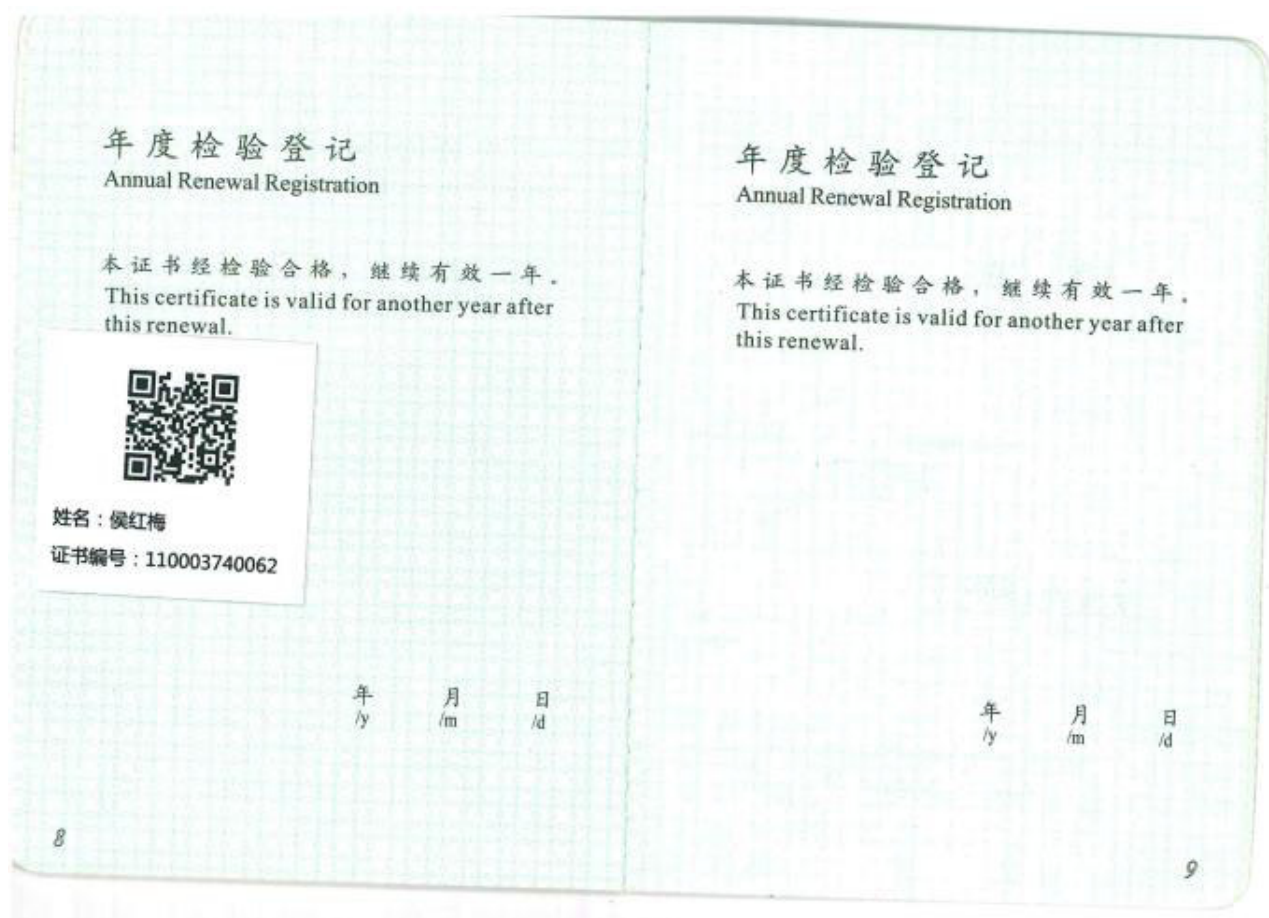 年度检验登记
Annual Renewal Registration
本证书经检验合格，继续有效一年。
This certificate is valid for another year after
this renewal.
姓名：侯红梅
证书编号：110003740062
年 月 日
/y /m /d
8
年度检验登记
Annual Renewal Registration
本证书经检验合格，继续有效一年。
This certificate is valid for another year after
this renewal.
年 月 日
/y /m /d
9